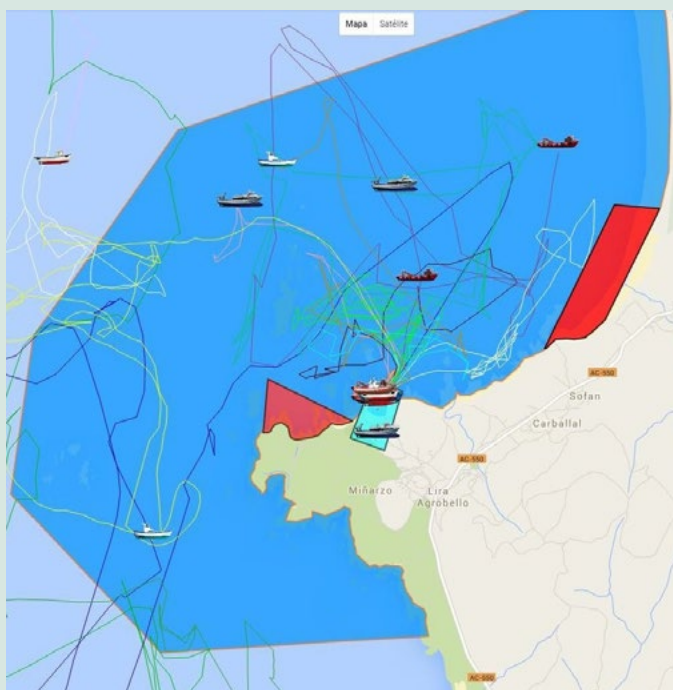 Mapa Satélite
AC-550
Sofan
Carballal
AC-550
Miñarzo
Lira
Agrobello
AC-550